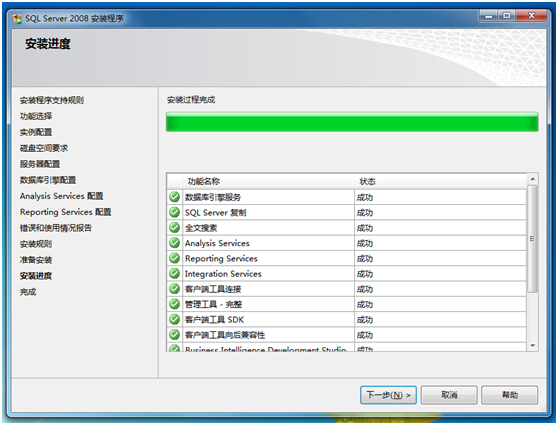 SQL Server 2008 安装程序
安装进度
安装程序支持规则
功能选择
实例配置
磁盘空间要求
服务器配置
数据库引擎配置
Analysis Services 配置
Reporting Services 配置
错误和使用情况报告
安装规则
准备安装
安装进度
完成
安装过程完成
功能名称 状态
数据库引擎服务 成功
SQL Server 复制 成功
全文搜索 成功
Analysis Services 成功
Reporting Services 成功
Integration Services 成功
客户端工具连接 成功
管理工具 - 完整 成功
客户端工具 SDK 成功
客户端工具向后兼容性 成功
Business Intelligence Development Studio 成功
下一步(N) > 取消 帮助